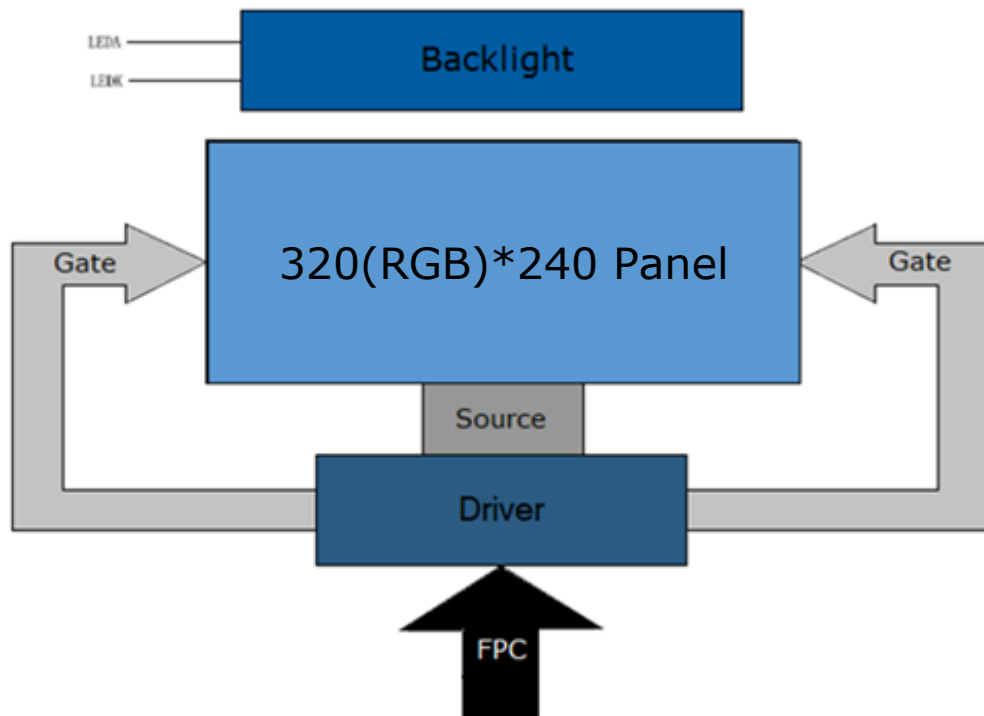 LEDA
LEDK
Backlight
320(RGB)*240 Panel
Gate
Gate
Source
Driver
FPC